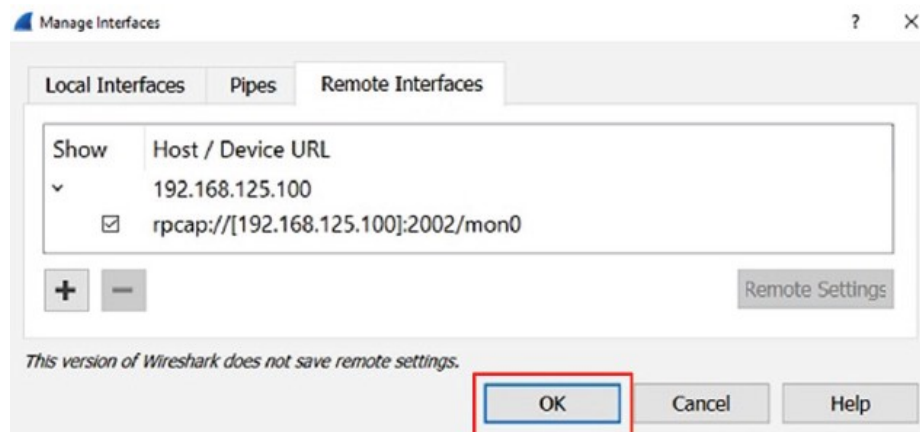 Manage Interfaces ? ×
Local Interfaces Pipes Remote Interfaces
Show Host / Device URL
192.168.125.100
rpcap://[192.168.125.100]:2002/mon0
+ − Remote Settings
This version of Wireshark does not save remote settings.
OK Cancel Help